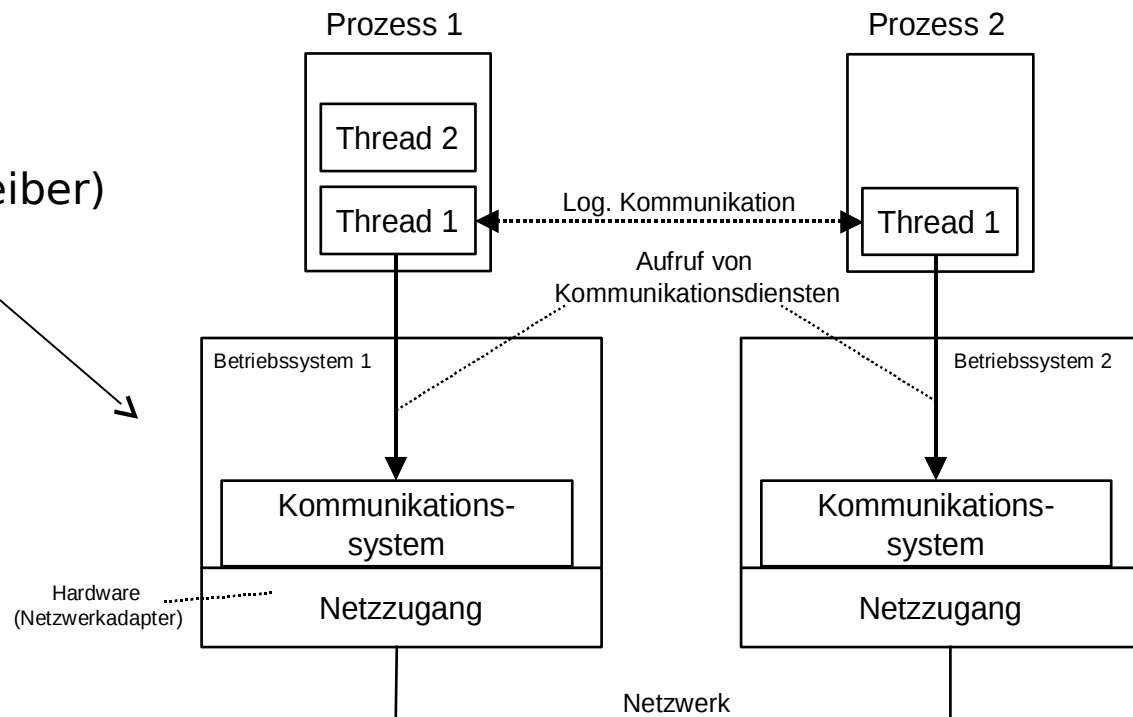 Prozess 1
Prozess 2
Thread 2
eiber)
Thread 1
Log. Kommunikation
Thread 1
Aufruf von
Kommunikationsdiensten
Betriebssystem 1
Betriebssystem 2
Kommunikations-
system
Kommunikations-
system
Hardware
(Netzwerkadapter)
Netzzugang
Netzzugang
Netzwerk